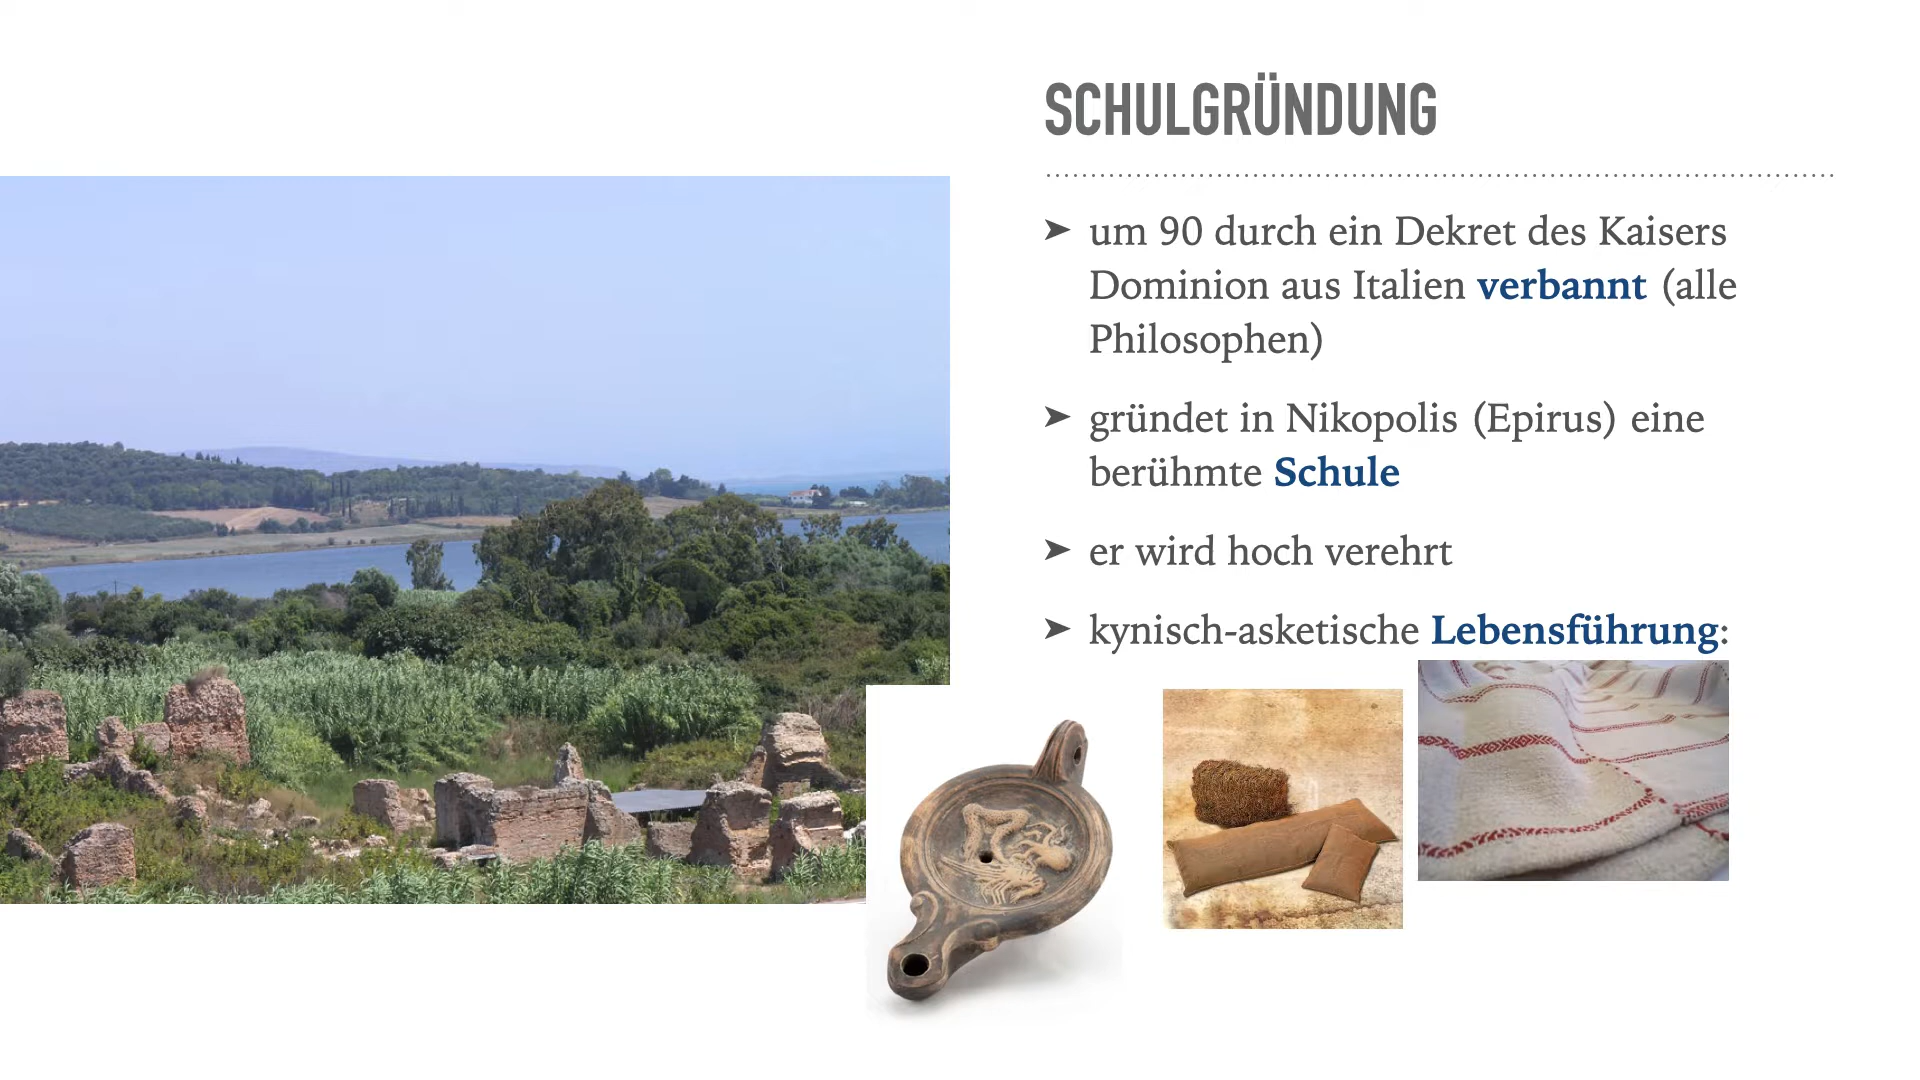 SCHULGRÜNDUNG
➤ um 90 durch ein Dekret des Kaisers
Dominion aus Italien verbannt (alle
Philosophen)
➤ gründet in Nikopolis (Epirus) eine
berühmte Schule
➤ er wird hoch verehrt
➤ kynisch-asketische Lebensführung: